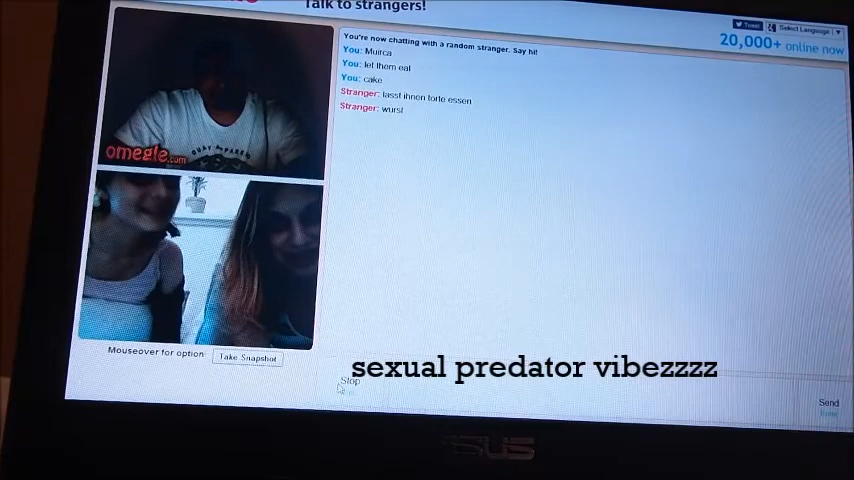 Talk to strangers!
Tweet
Select Language
20,000+ online now
You're now chatting with a random stranger. Say hi!
You: Muirca
You: let them eat
You: cake
Stranger: lasst ihnen torte essen
Stranger: wurst
omegle.com
Mouseover for option
Take Snapshot
sexual predator vibezzzz
Stop
Send
ASUS